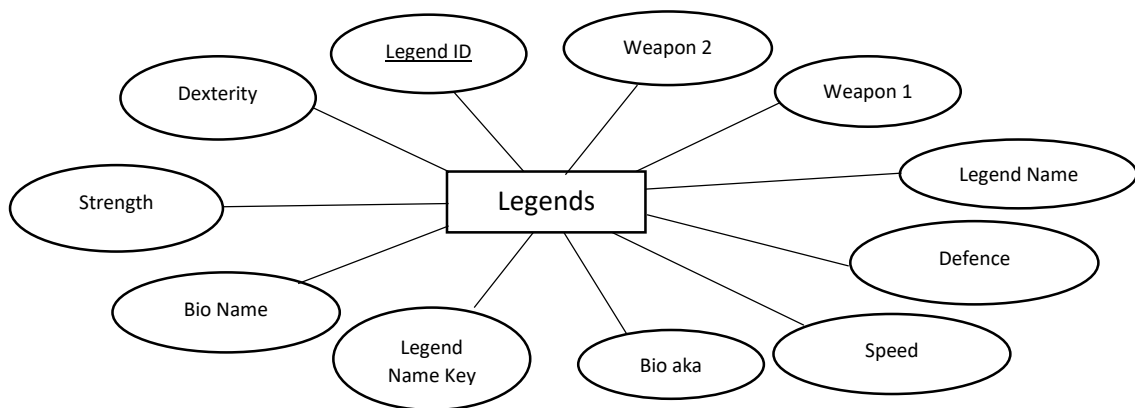 Legend ID
Weapon 2
Weapon 1
Dexterity
Legend Name
Strength
Legends
Defence
Bio Name
Legend
Name Key
Bio aka
Speed